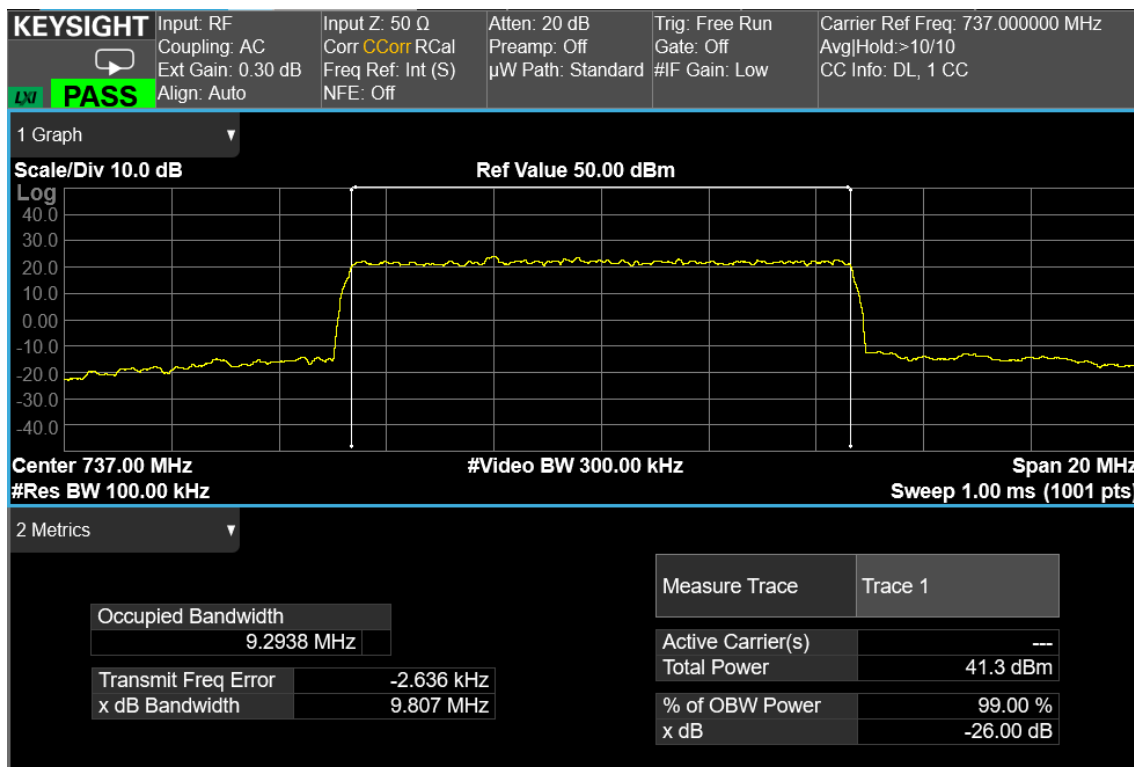 KEYSIGHT Input: RF Input Z: 50 Ω Atten: 20 dB Trig: Free Run Carrier Ref Freq: 737.000000 MHz
Coupling: AC Corr CCorr RCal Preamp: Off Gate: Off Avg|Hold:>10/10
Ext Gain: 0.30 dB Freq Ref: Int (S) µW Path: Standard #IF Gain: Low CC Info: DL, 1 CC
LXI PASS Align: Auto NFE: Off
1 Graph
Scale/Div 10.0 dB Ref Value 50.00 dBm
Log
40.0
30.0
20.0
10.0
0.00
-10.0
-20.0
-30.0
-40.0
Center 737.00 MHz #Video BW 300.00 kHz Span 20 MHz
#Res BW 100.00 kHz Sweep 1.00 ms (1001 pts)
2 Metrics
Measure Trace Trace 1
Occupied Bandwidth
9.2938 MHz
Active Carrier(s) ---
Total Power 41.3 dBm
Transmit Freq Error -2.636 kHz
x dB Bandwidth 9.807 MHz
% of OBW Power 99.00 %
x dB -26.00 dB